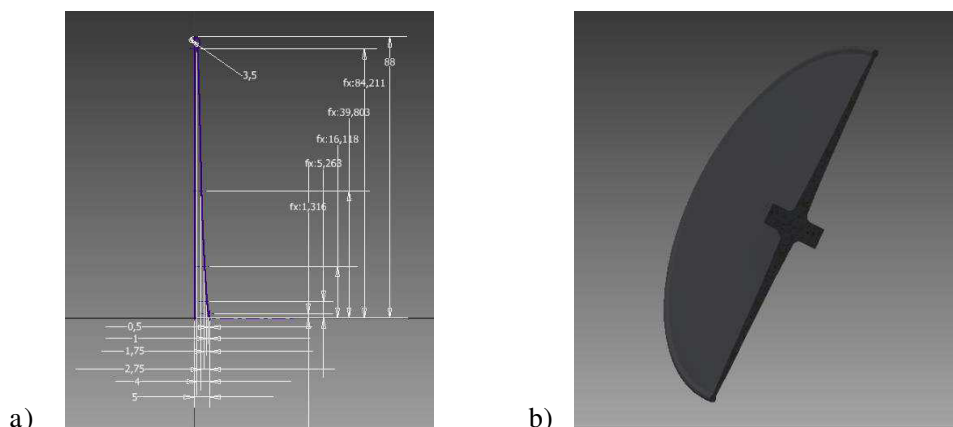 3,5
88
fx:84,211
fx:39,803
fx:16,118
fx:5,263
fx:1,316
0,5
1
1,75
2,75
4
5
a)
b)